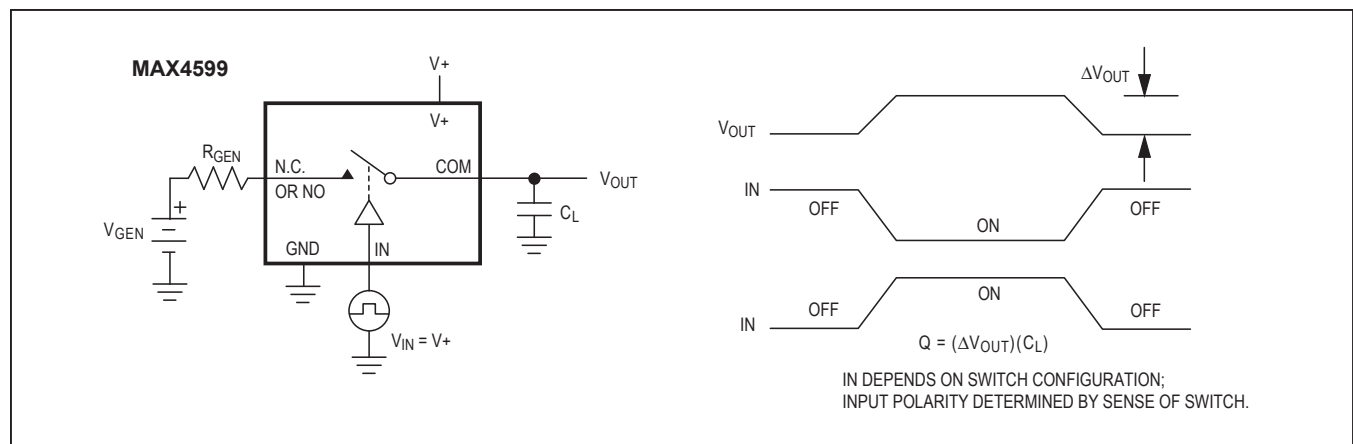 MAX4599
V+
V+
RGEN
N.C.
OR NO
COM
VOUT
CL
VGEN
+
GND
IN
VIN = V+
ΔVOUT
VOUT
IN
OFF
ON
OFF
IN
OFF
ON
OFF
Q = (ΔVOUT)(CL)
IN DEPENDS ON SWITCH CONFIGURATION;
INPUT POLARITY DETERMINED BY SENSE OF SWITCH.